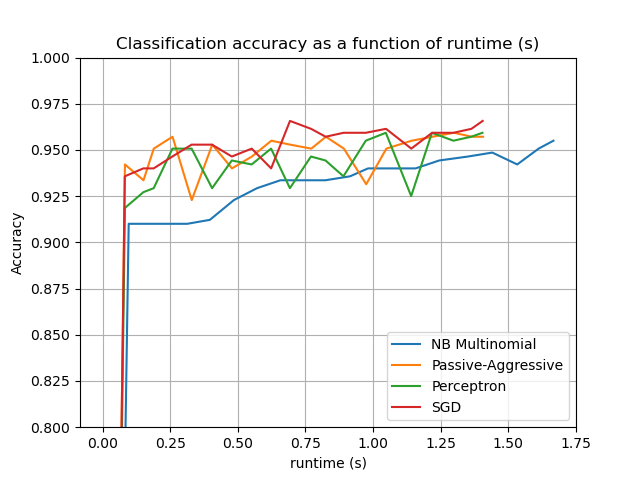 Classification accuracy as a function of runtime (s)
1.000
0.975
0.950
0.925
0.900
0.875
0.850
0.825
0.800
Accuracy
NB Multinomial
Passive-Aggressive
Perceptron
SGD
0.00 0.25 0.50 0.75 1.00 1.25 1.50 1.75
runtime (s)